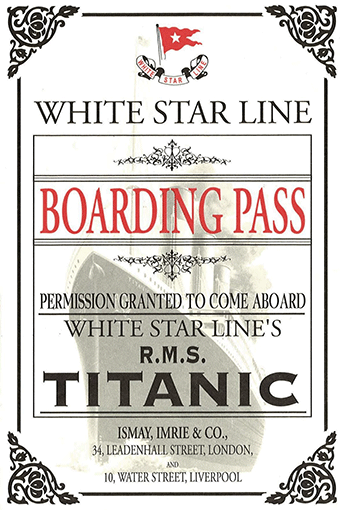 WHITE STAR LINE
WHITE STAR LINE
BOARDING PASS
PERMISSION GRANTED TO COME ABOARD
WHITE STAR LINE'S
R.M.S.
TITANIC
ISMAY, IMRIE & CO.,
34, LEADENHALL STREET, LONDON,
AND
10, WATER STREET, LIVERPOOL